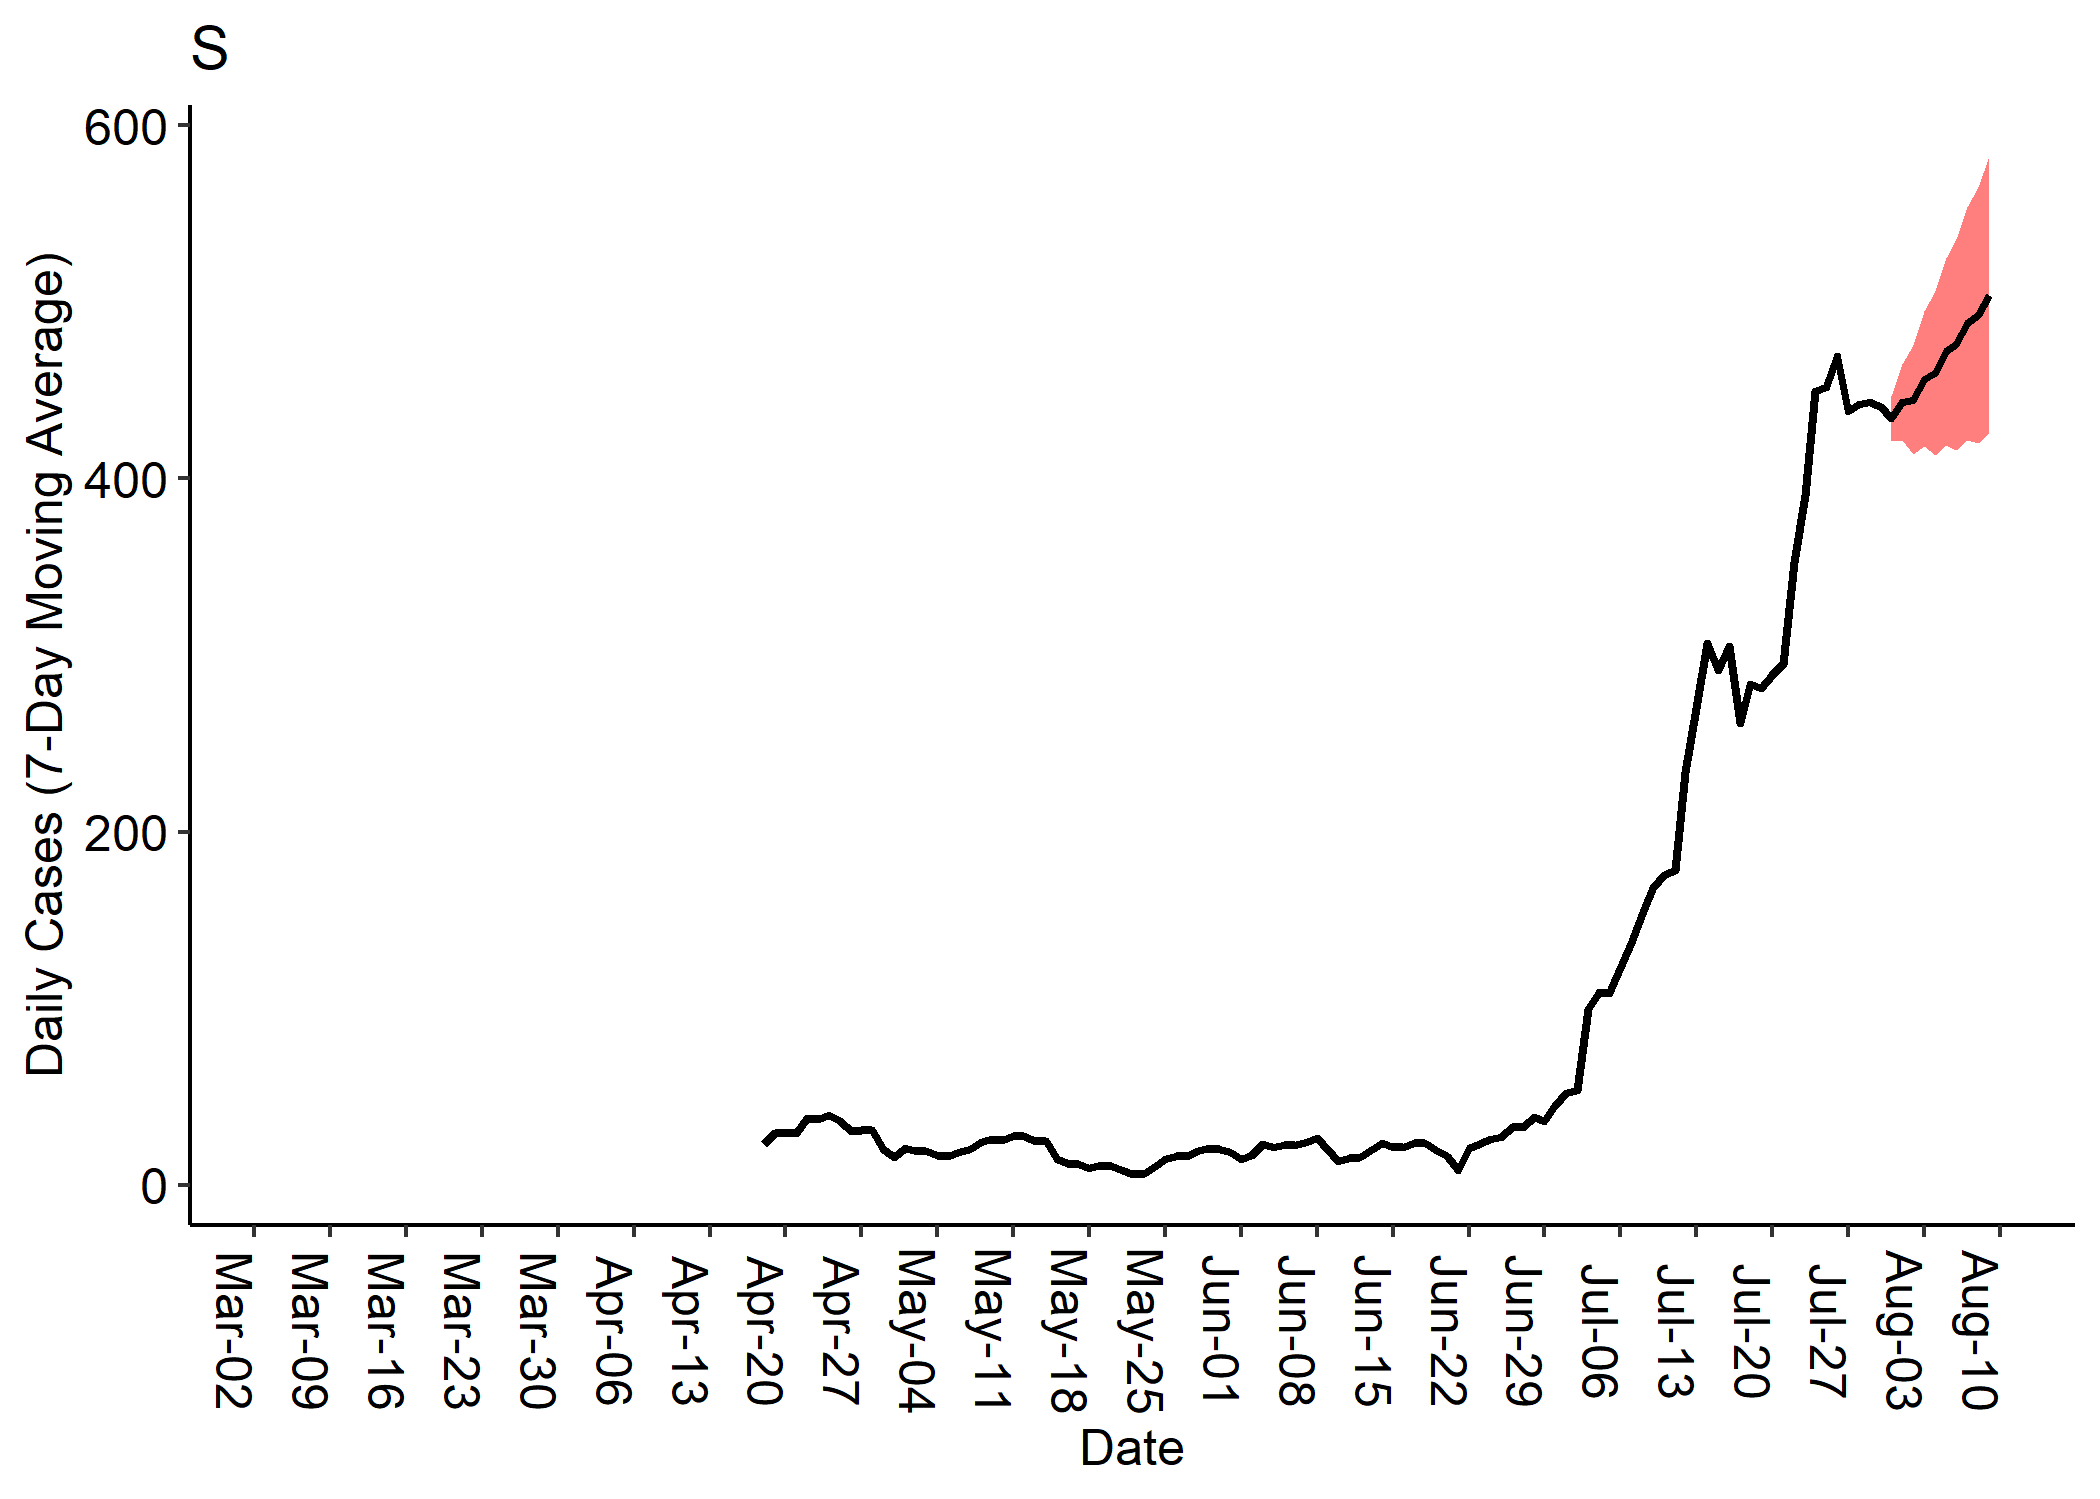 S
600
400
200
0
Daily Cases (7-Day Moving Average)
Mar-02
Mar-09
Mar-16
Mar-23
Mar-30
Apr-06
Apr-13
Apr-20
Apr-27
May-04
May-11
May-18
May-25
Jun-01
Jun-08
Jun-15
Jun-22
Jun-29
Jul-06
Jul-13
Jul-20
Jul-27
Aug-03
Aug-10
Date